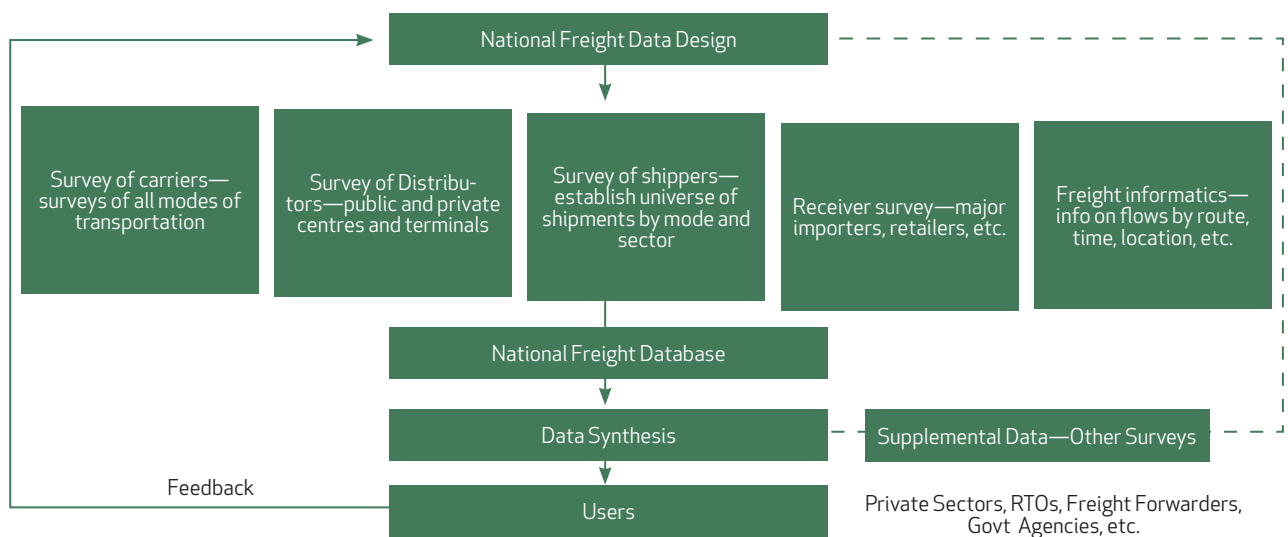 National Freight Data Design
Survey of carriers—
surveys of all modes of
transportation
Survey of Distribu-
tors—public and private
centres and terminals
Survey of shippers—
establish universe of
shipments by mode and
sector
Receiver survey—major
importers, retailers, etc.
Freight informatics—
info on flows by route,
time, location, etc.
National Freight Database
Data Synthesis
Supplemental Data—Other Surveys
Feedback
Users
Private Sectors, RTOs, Freight Forwarders,
Govt Agencies, etc.